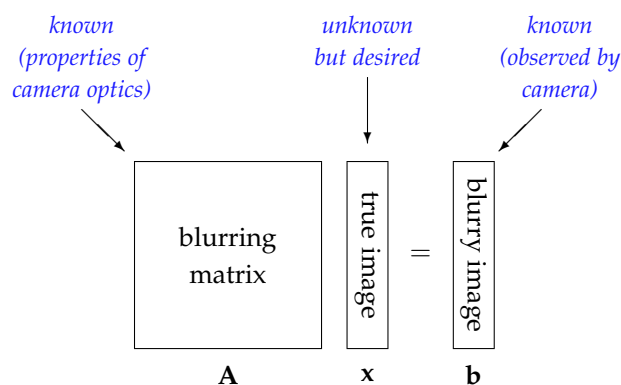 known
(properties of
camera optics)
unknown
but desired
known
(observed by
camera)
blurring
matrix
true image
=
blurry image
A
x
b